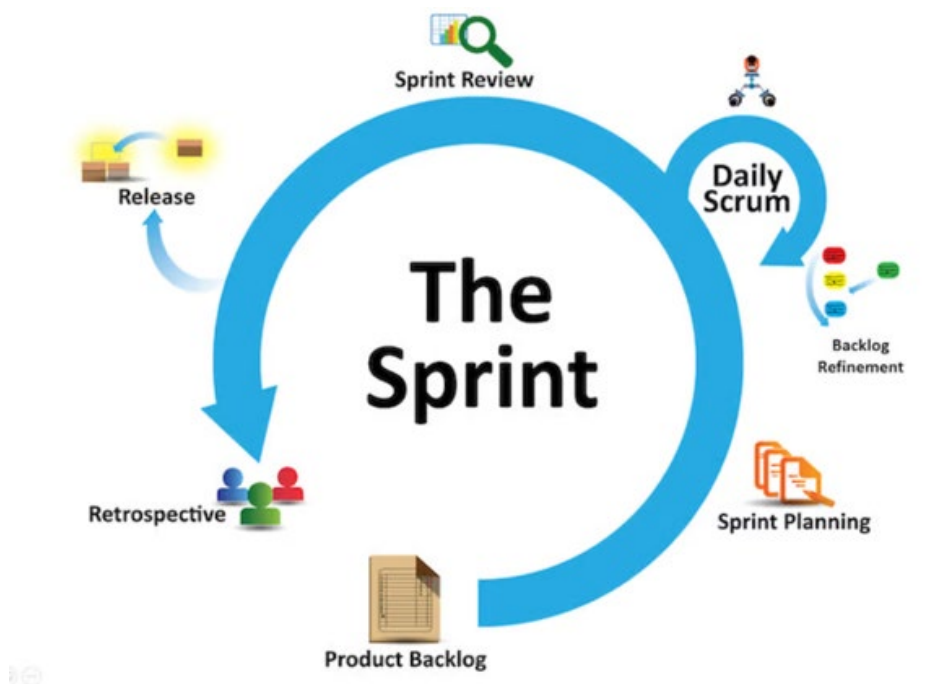 Sprint Review
Daily
Scrum
Release
The
Sprint
Backlog
Refinement
Retrospective
Sprint Planning
Product Backlog